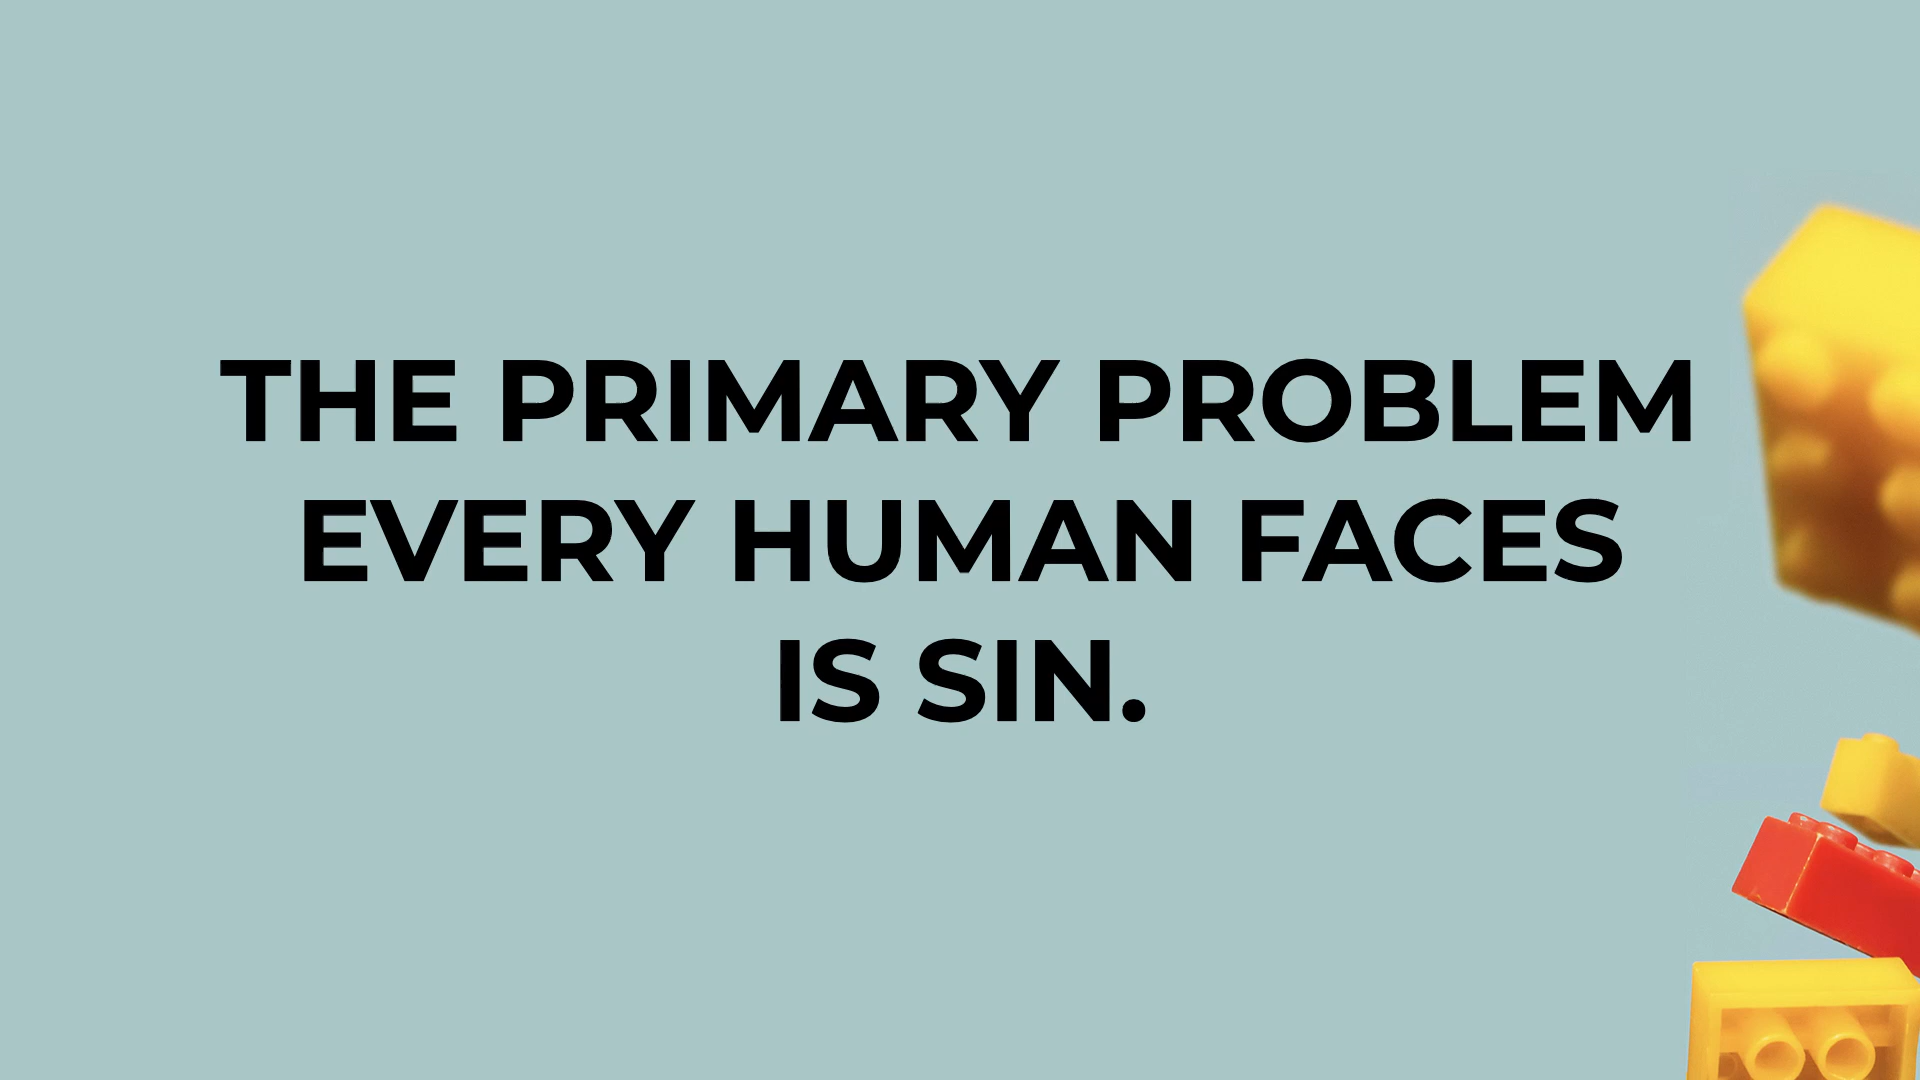 THE PRIMARY PROBLEM
EVERY HUMAN FACES
IS SIN.